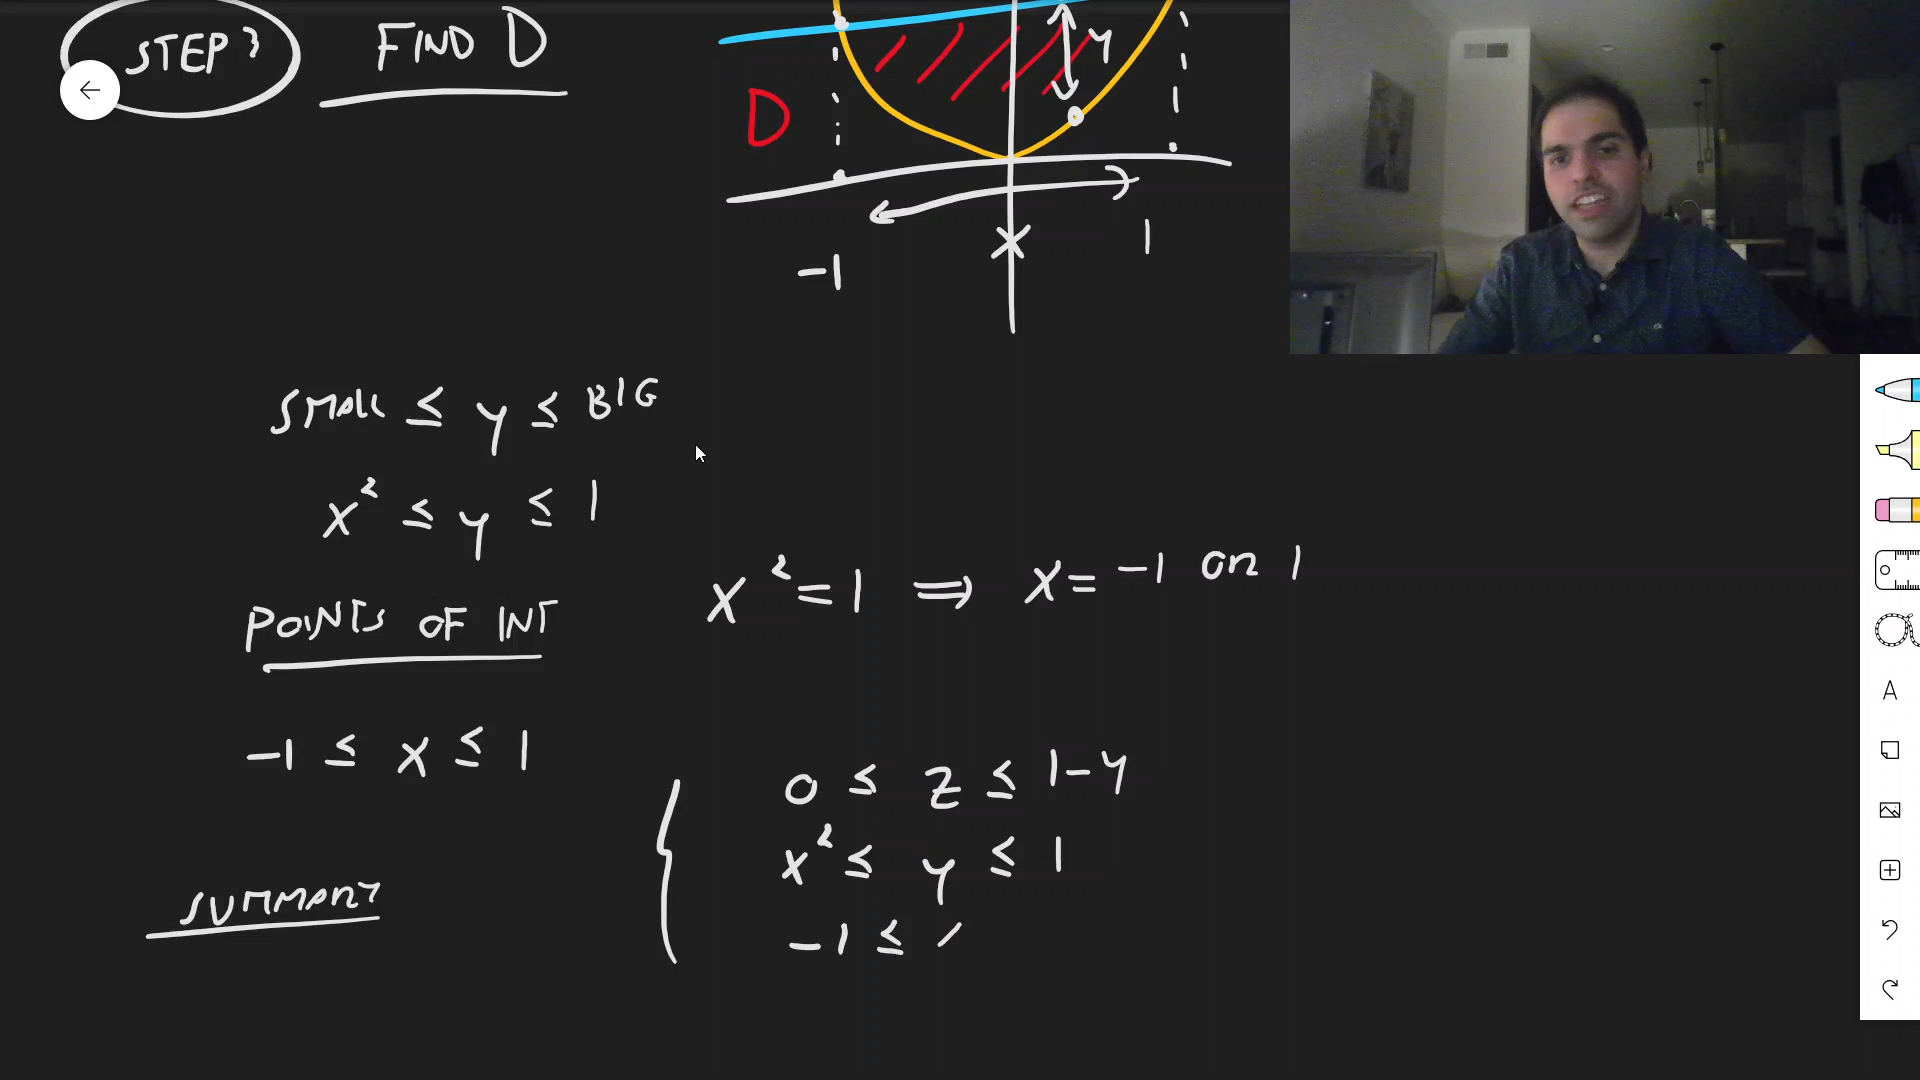 STEP 3 FIND D
y
D
-1 x 1
SMALL ≤ y ≤ BIG
x² ≤ y ≤ 1
x² = 1 ⟹ x = -1 OR 1
POINTS OF INT
-1 ≤ x ≤ 1
0 ≤ z ≤ 1-y
x² ≤ y ≤ 1
SUMMARY
-1 ≤
A